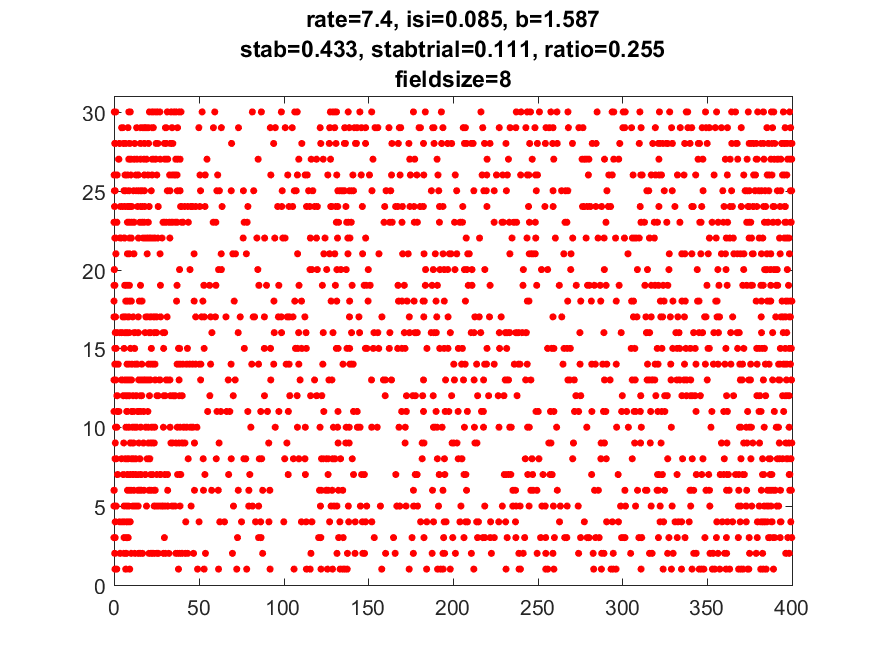 rate=7.4, isi=0.085, b=1.587
stab=0.433, stabtrial=0.111, ratio=0.255
fieldsize=8
30
25
20
15
10
5
0
0 50 100 150 200 250 300 350 400